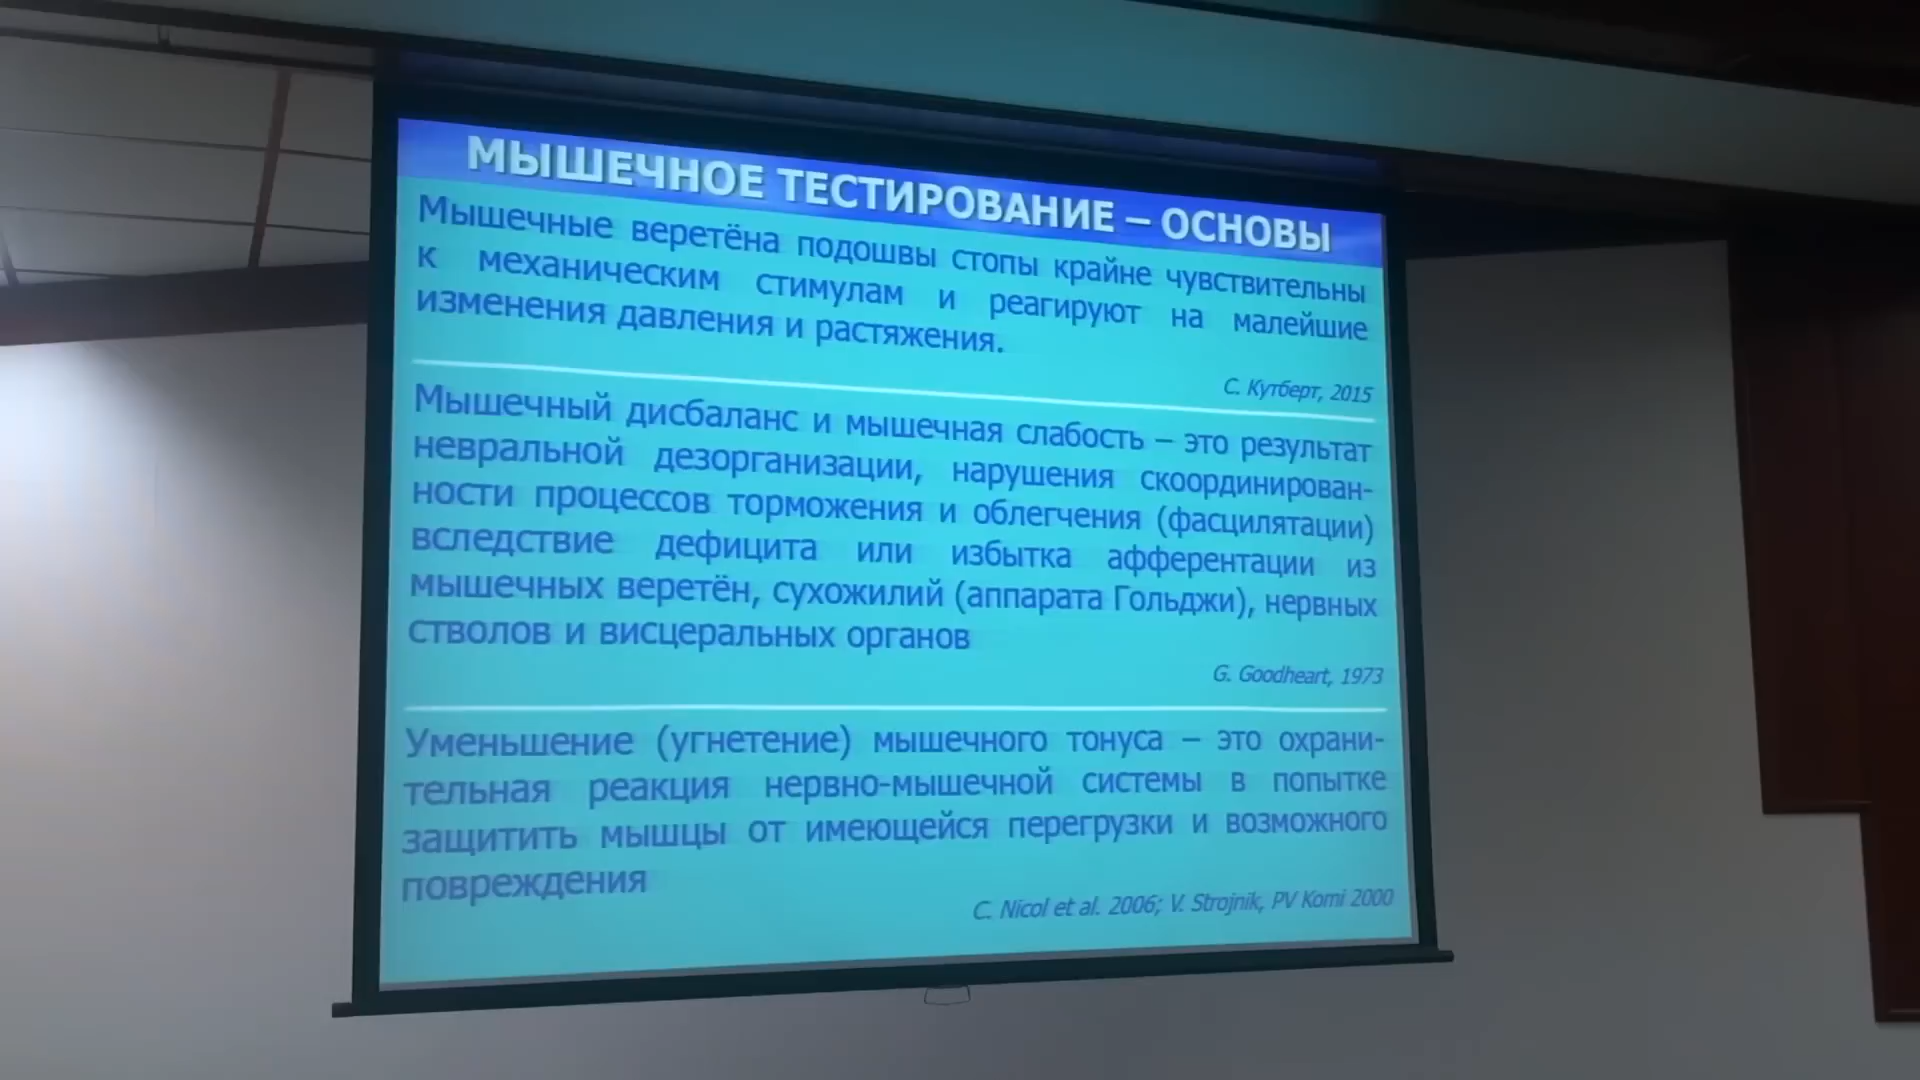 МЫШЕЧНОЕ ТЕСТИРОВАНИЕ – ОСНОВЫ
Мышечные веретёна подошвы стопы крайне чувствительны
к механическим стимулам и реагируют на малейшие
изменения давления и растяжения.
С. Кутберт, 2015
Мышечный дисбаланс и мышечная слабость – это результат
невральной дезорганизации, нарушения скоординирован-
ности процессов торможения и облегчения (фасцилятации)
вследствие дефицита или избытка афферентации из
мышечных веретён, сухожилий (аппарата Гольджи), нервных
стволов и висцеральных органов
G. Goodheart, 1973
Уменьшение (угнетение) мышечного тонуса – это охрани-
тельная реакция нервно-мышечной системы в попытке
защитить мышцы от имеющейся перегрузки и возможного
повреждения
C. Nicol et al. 2006; V. Strojnik, PV Komi 2000